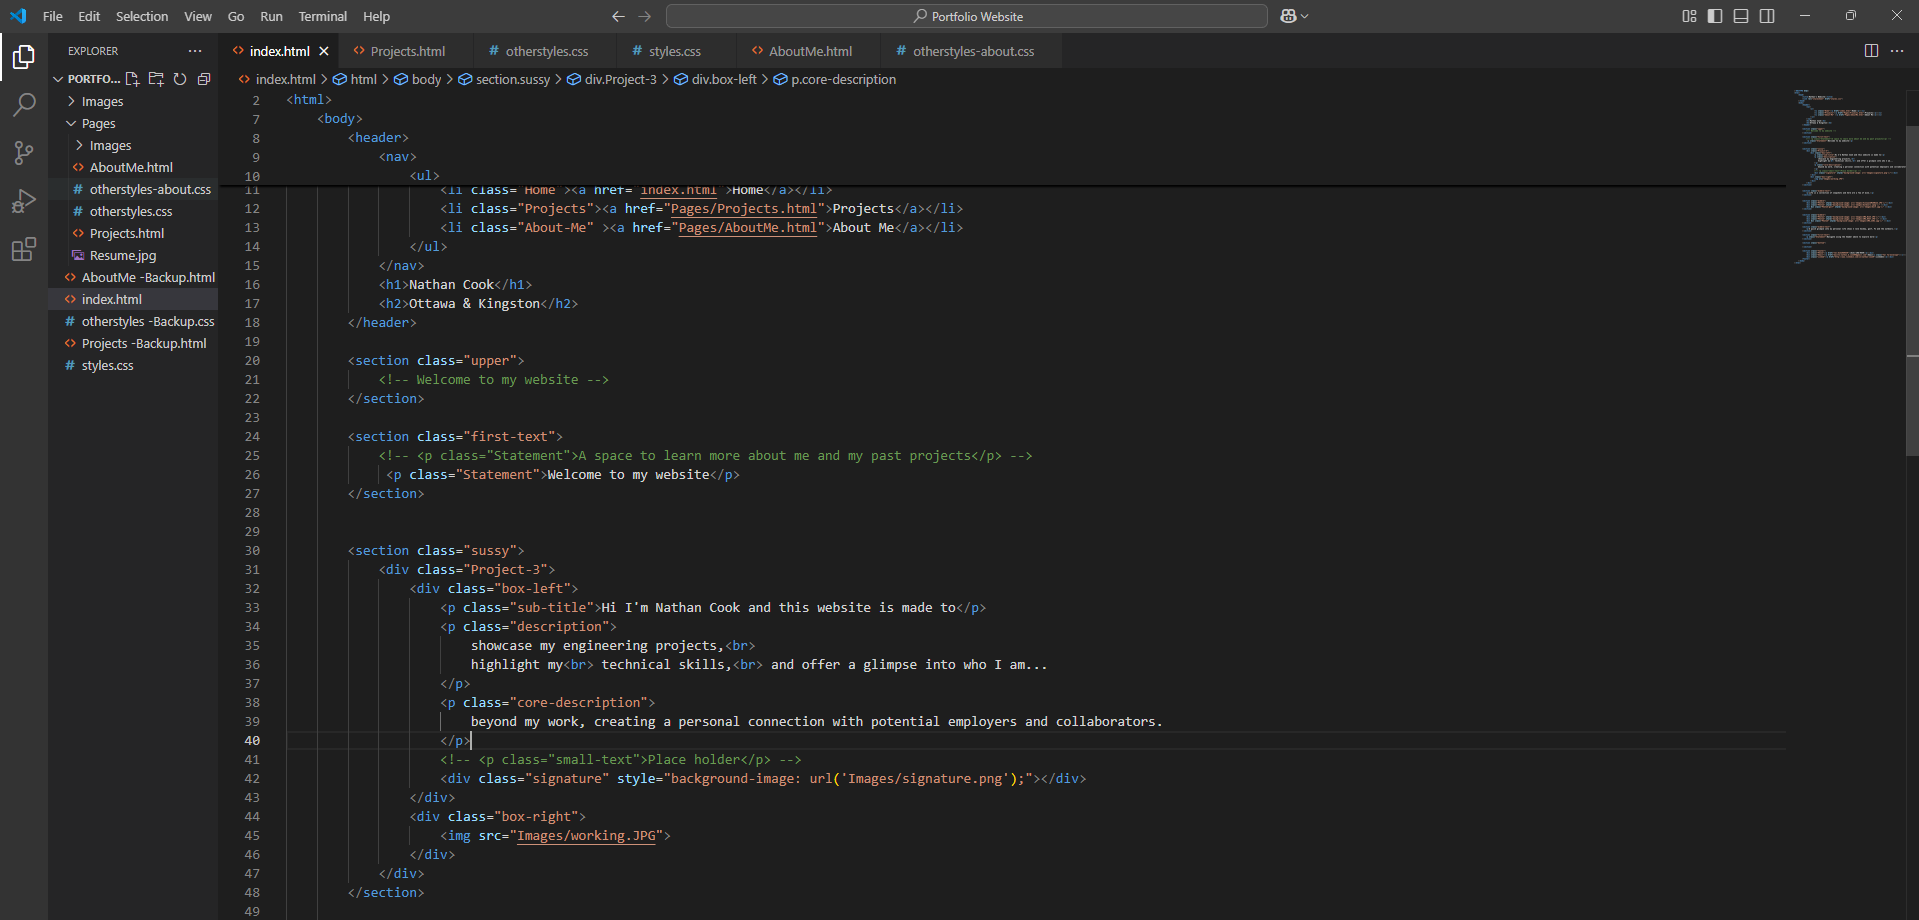 File Edit Selection View Go Run Terminal Help
Portfolio Website
EXPLORER
index.html Projects.html otherstyles.css styles.css AboutMe.html otherstyles-about.css
PORTFO...
index.html > html > body > section.sussy > div.Project-3 > div.box-left > p.core-description
Images
Pages
Images
AboutMe.html
otherstyles-about.css
otherstyles.css
Projects.html
Resume.jpg
AboutMe -Backup.html
index.html
otherstyles -Backup.css
Projects -Backup.html
styles.css
2 <html>
7 <body>
8 <header>
9 <nav>
10 <ul>
11 <li class="Home"><a href="index.html">Home</a></li>
12 <li class="Projects"><a href="Pages/Projects.html">Projects</a></li>
13 <li class="About-Me" ><a href="Pages/AboutMe.html">About Me</a></li>
14 </ul>
15 </nav>
16 <h1>Nathan Cook</h1>
17 <h2>Ottawa & Kingston</h2>
18 </header>
19
20 <section class="upper">
21 <!-- Welcome to my website -->
22 </section>
23
24 <section class="first-text">
25 <!-- <p class="Statement">A space to learn more about me and my past projects</p> -->
26 <p class="Statement">Welcome to my website</p>
27 </section>
28
29
30 <section class="sussy">
31 <div class="Project-3">
32 <div class="box-left">
33 <p class="sub-title">Hi I'm Nathan Cook and this website is made to</p>
34 <p class="description">
35 showcase my engineering projects,<br>
36 highlight my<br> technical skills,<br> and offer a glimpse into who I am...
37 </p>
38 <p class="core-description">
39 beyond my work, creating a personal connection with potential employers and collaborators.
40 </p>
41 <!-- <p class="small-text">Place holder</p> -->
42 <div class="signature" style="background-image: url('Images/signature.png');"></div>
43 </div>
44 <div class="box-right">
45 <img src="Images/working.JPG">
46 </div>
47 </div>
48 </section>
49